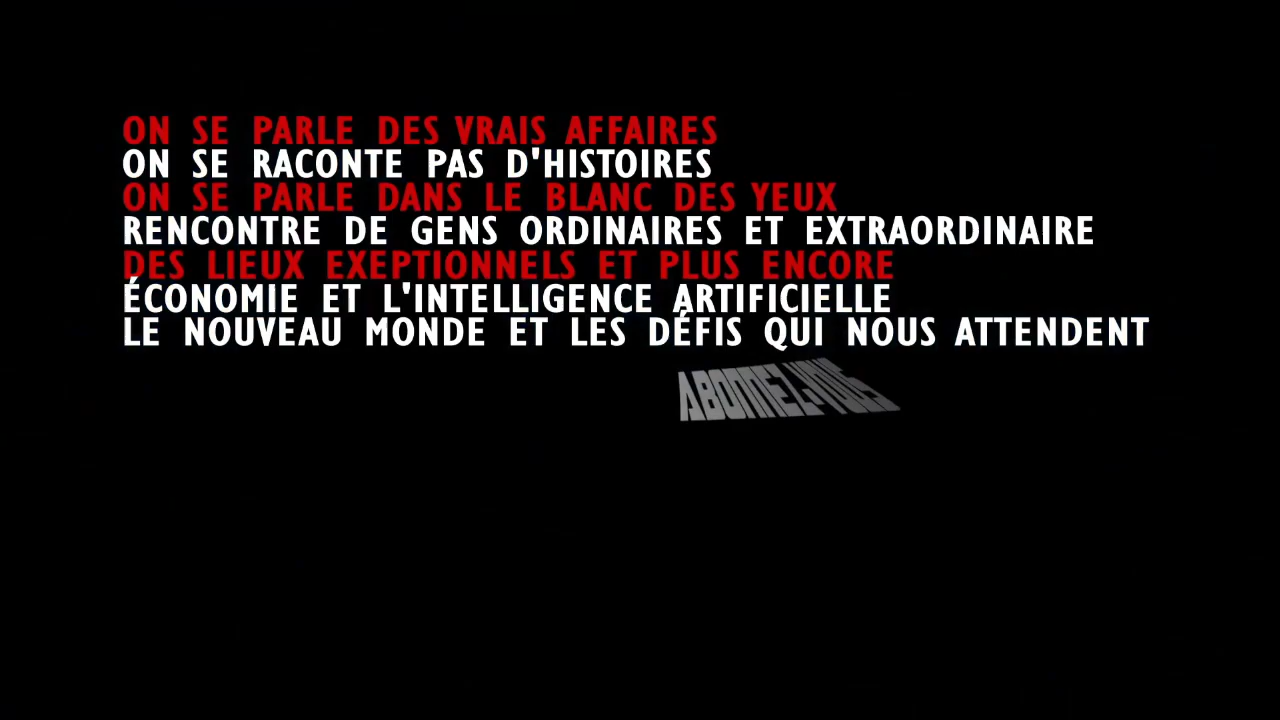 ON SE PARLE DES VRAIS AFFAIRES
ON SE RACONTE PAS D'HISTOIRES
ON SE PARLE DANS LE BLANC DES YEUX
RENCONTRE DE GENS ORDINAIRES ET EXTRAORDINAIRE
DES LIEUX EXEPTIONNELS ET PLUS ENCORE
ÉCONOMIE ET L'INTELLIGENCE ARTIFICIELLE
LE NOUVEAU MONDE ET LES DÉFIS QUI NOUS ATTENDENT
ABONNEZ-VOUS